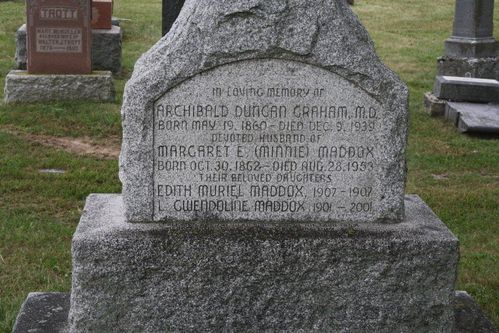 TROTT
IN LOVING MEMORY OF
ARCHIBALD DUNCAN GRAHAM, M.D.
BORN MAY 19, 1860 - DIED DEC. 9, 1939
DEVOTED HUSBAND OF
MARGARET E. (MINNIE) MADDOX
BORN OCT. 30, 1862 - DIED AUG. 28, 1953
THEIR BELOVED DAUGHTERS
EDITH MURIEL MADDOX, 1907 - 1907
L. GWENDOLINE MADDOX 1901 - 2001